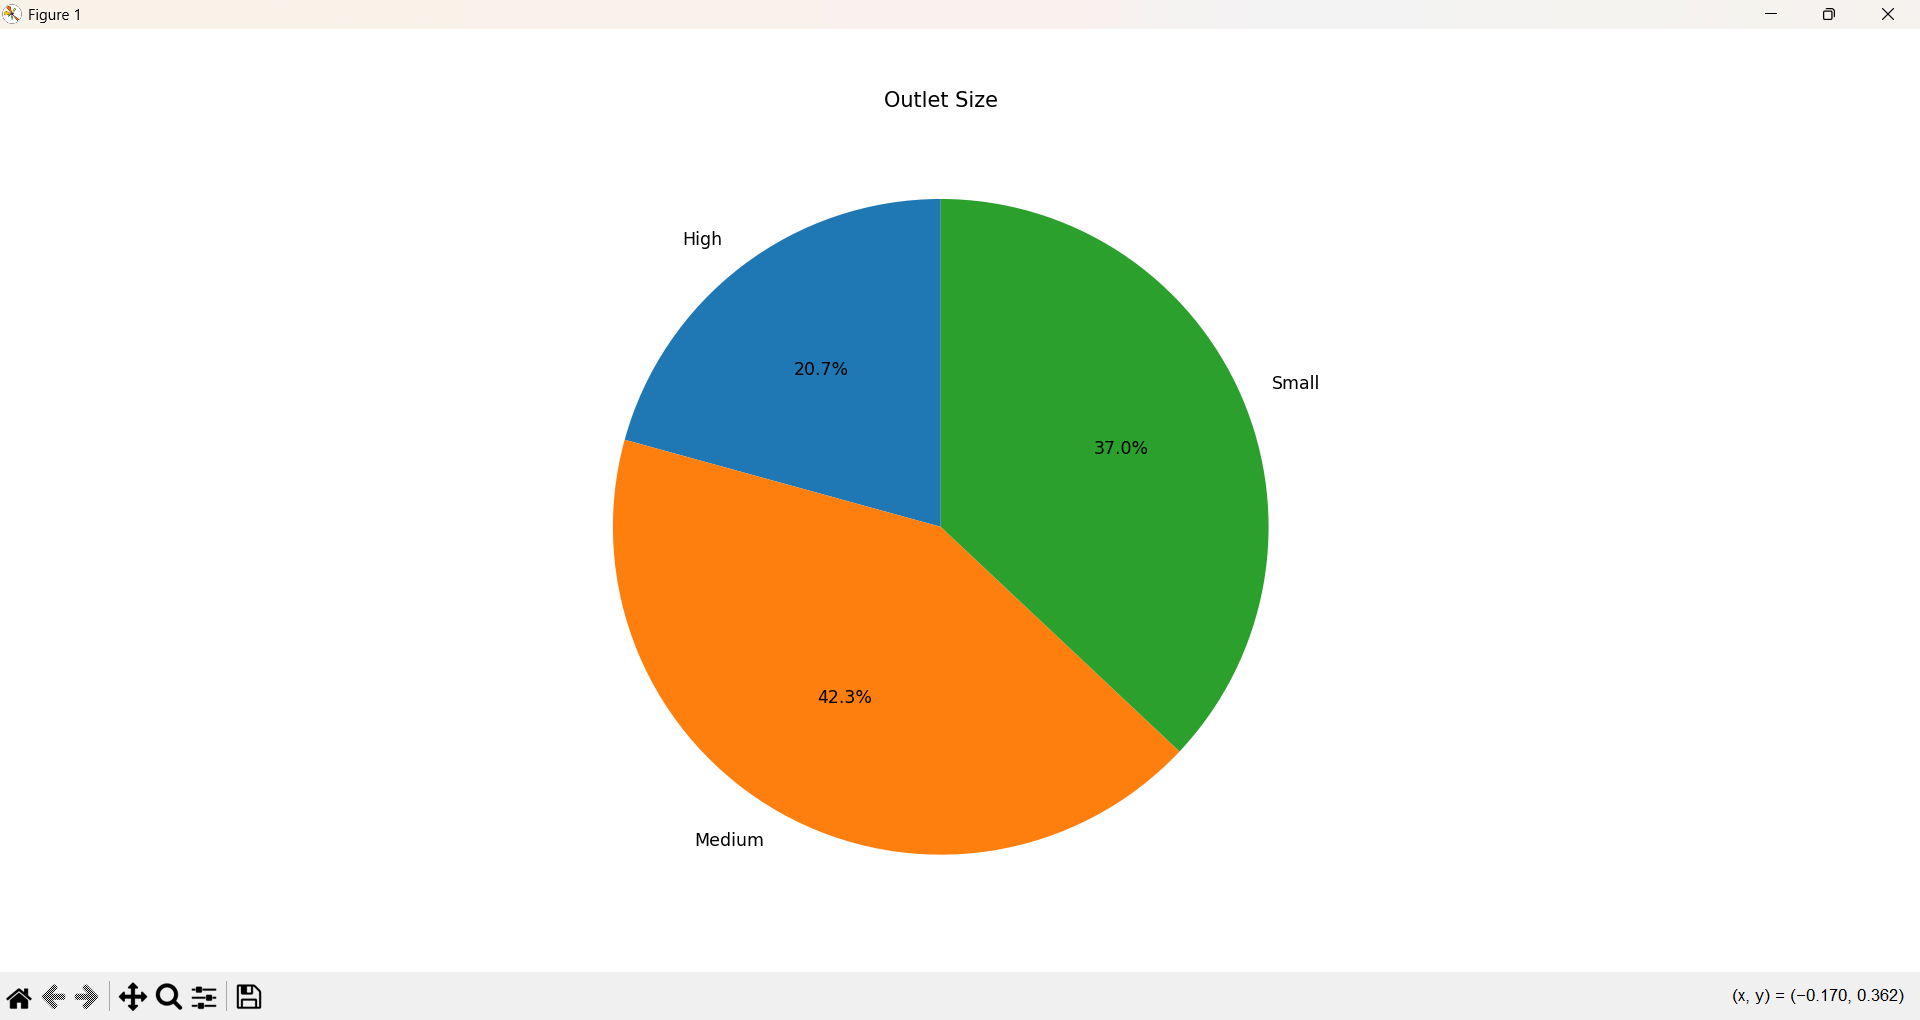 Figure 1
Outlet Size
High
20.7%
Small
37.0%
42.3%
Medium
(x, y) = (−0.170, 0.362)